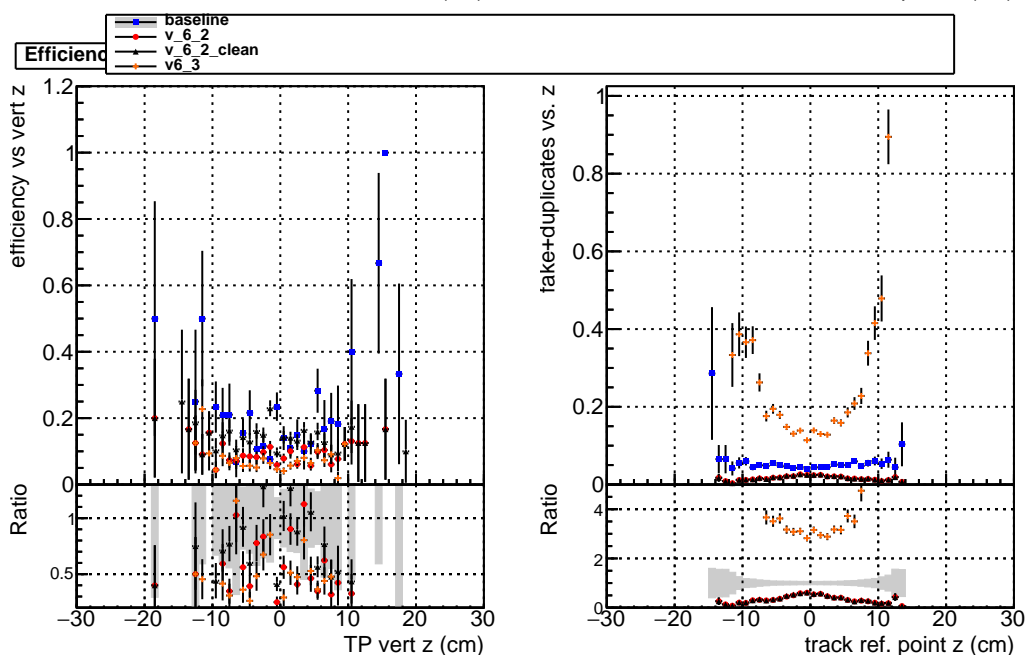 baseline
v_6_2
v_6_2_clean
v6_3
Efficienc
efficiency vs vert z
1.2
1
0.8
0.6
0.4
0.2
0
Ratio
1
0.5
−30 −20 −10 0 10 20 30
TP vert z (cm)
fake+duplicates vs. z
1
0.8
0.6
0.4
0.2
0
Ratio
4
2
0
−30 −20 −10 0 10 20 30
track ref. point z (cm)